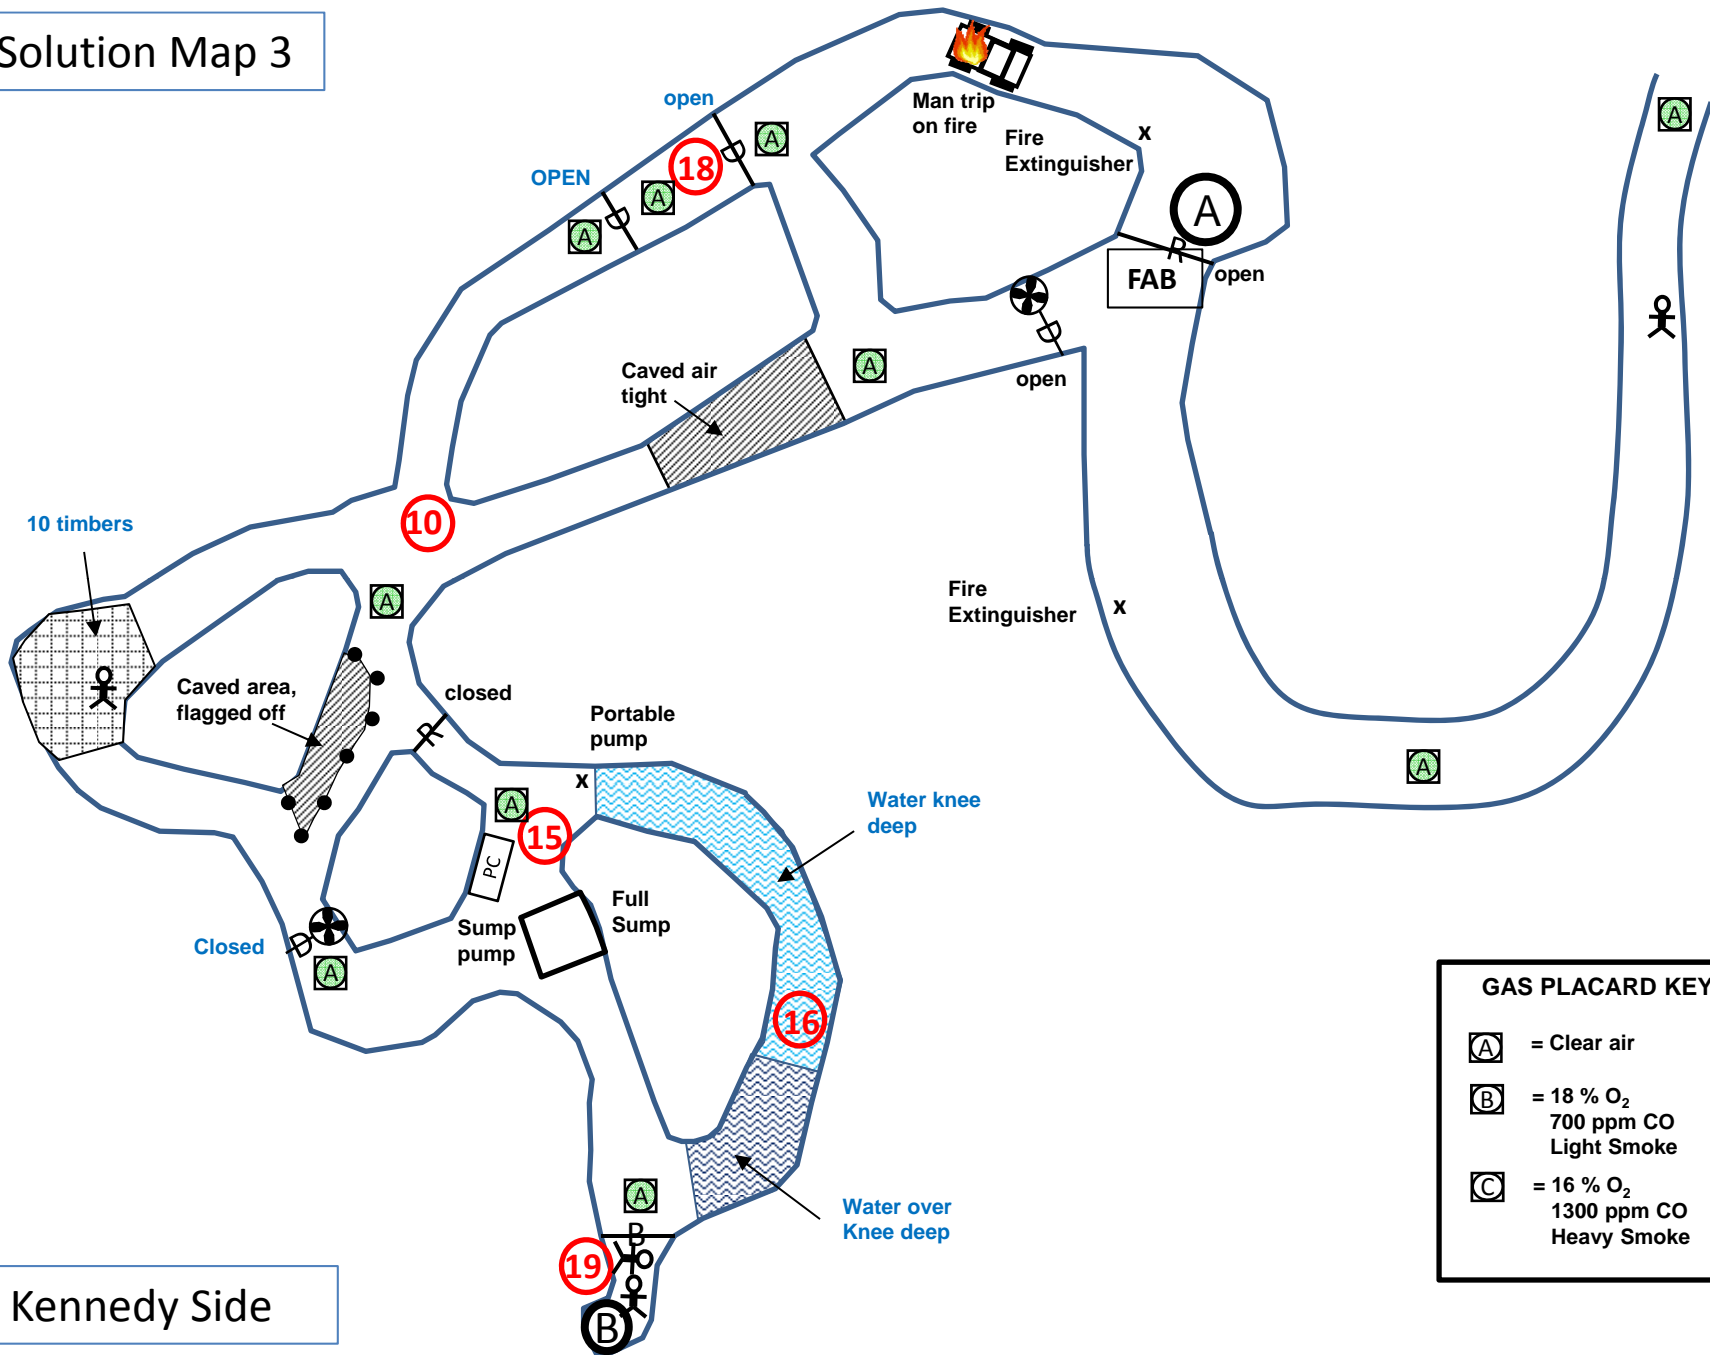 Solution Map 3
open
A
Man trip
on fire
Fire
Extinguisher
x
A
18
OPEN
A
A
A
R
FAB
open
D
D
D
open
A
Caved air
tight
10
10 timbers
A
Fire
Extinguisher
x
Caved area,
flagged off
closed
R
Portable
pump
x
A
A
15
PC
Water knee
deep
Full
Sump
Sump
pump
Closed
D
A
16
GAS PLACARD KEY
A = Clear air
B = 18 % O₂
700 ppm CO
Light Smoke
C = 16 % O₂
1300 ppm CO
Heavy Smoke
A
Water over
Knee deep
B
19
B
Kennedy Side